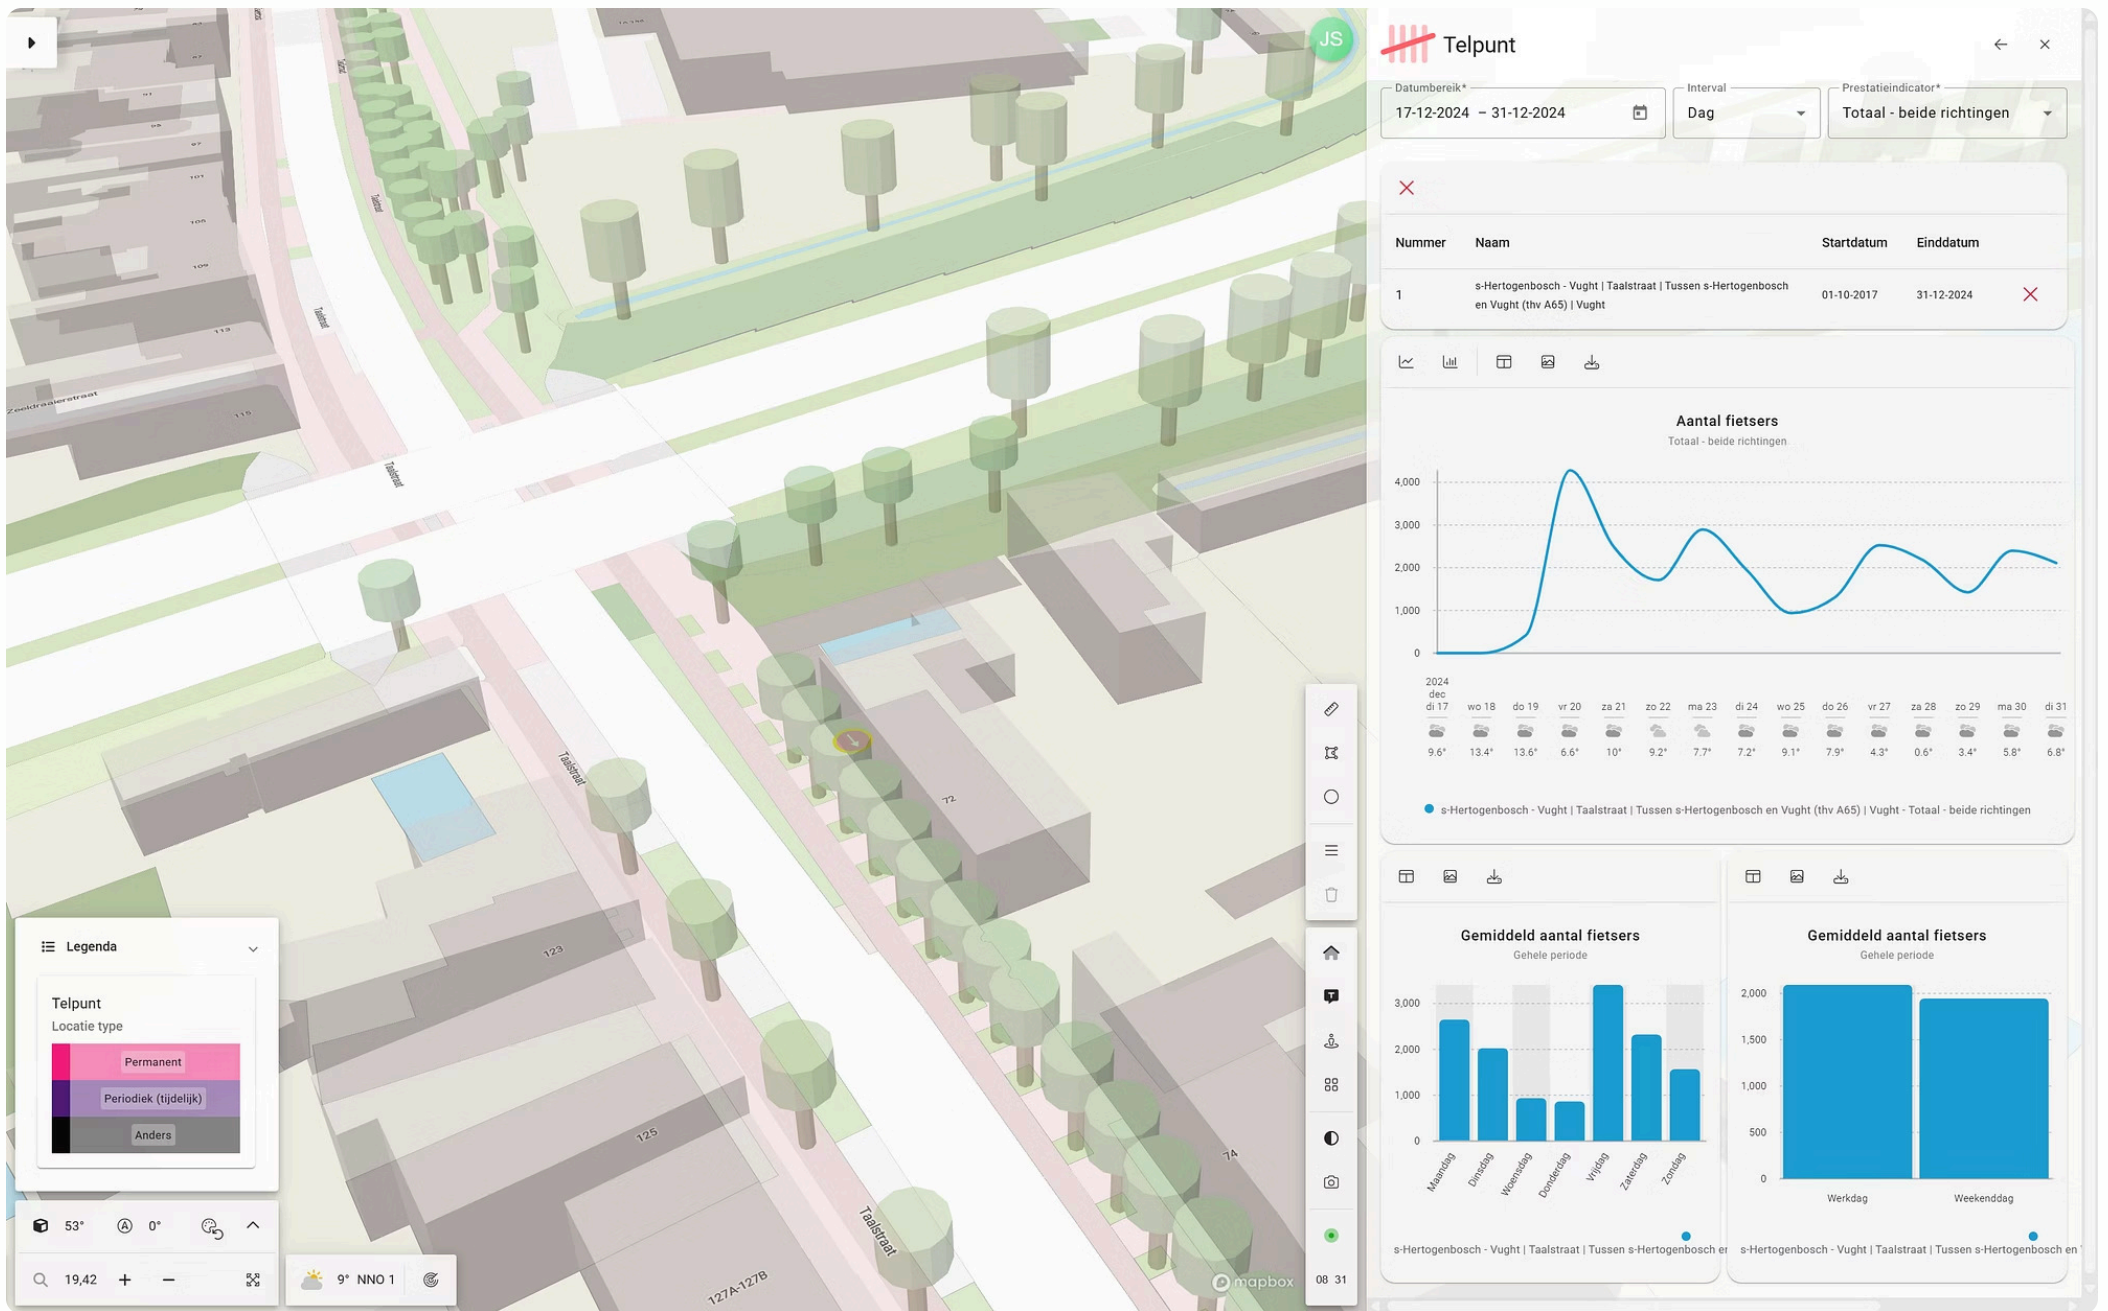 JS
Telpunt
Datumbereik*
17-12-2024 – 31-12-2024
Interval
Dag
Prestatieindicator*
Totaal - beide richtingen
Nummer Naam Startdatum Einddatum
1
s-Hertogenbosch - Vught | Taalstraat | Tussen s-Hertogenbosch
en Vught (thv A65) | Vught
01-10-2017 31-12-2024
Aantal fietsers
Totaal - beide richtingen
4,000
3,000
2,000
1,000
0
2024
dec
di 17 wo 18 do 19 vr 20 za 21 zo 22 ma 23 di 24 wo 25 do 26 vr 27 za 28 zo 29 ma 30 di 31
9.6° 13.4° 13.6° 6.6° 10° 9.2° 7.7° 7.2° 9.1° 7.9° 4.3° 0.6° 3.4° 5.8° 6.8°
s-Hertogenbosch - Vught | Taalstraat | Tussen s-Hertogenbosch en Vught (thv A65) | Vught - Totaal - beide richtingen
Gemiddeld aantal fietsers
Gehele periode
3,000
2,000
1,000
0
Maandag Dinsdag Woensdag Donderdag Vrijdag Zaterdag Zondag
s-Hertogenbosch - Vught | Taalstraat | Tussen s-Hertogenbosch er
Gemiddeld aantal fietsers
Gehele periode
2,000
1,500
1,000
500
0
Werkdag Weekenddag
s-Hertogenbosch - Vught | Taalstraat | Tussen s-Hertogenbosch en
101
105
109
113
115
Zeeldraaierstraat
Taalstraat
Taalstraat
Taalstraat
Taalstraat
Taalstraat
72
123
125
74
127A-127B
Legenda
Telpunt
Locatie type
Permanent
Periodiek (tijdelijk)
Anders
53° 0°
19,42 + −
9° NNO 1
mapbox
08 31